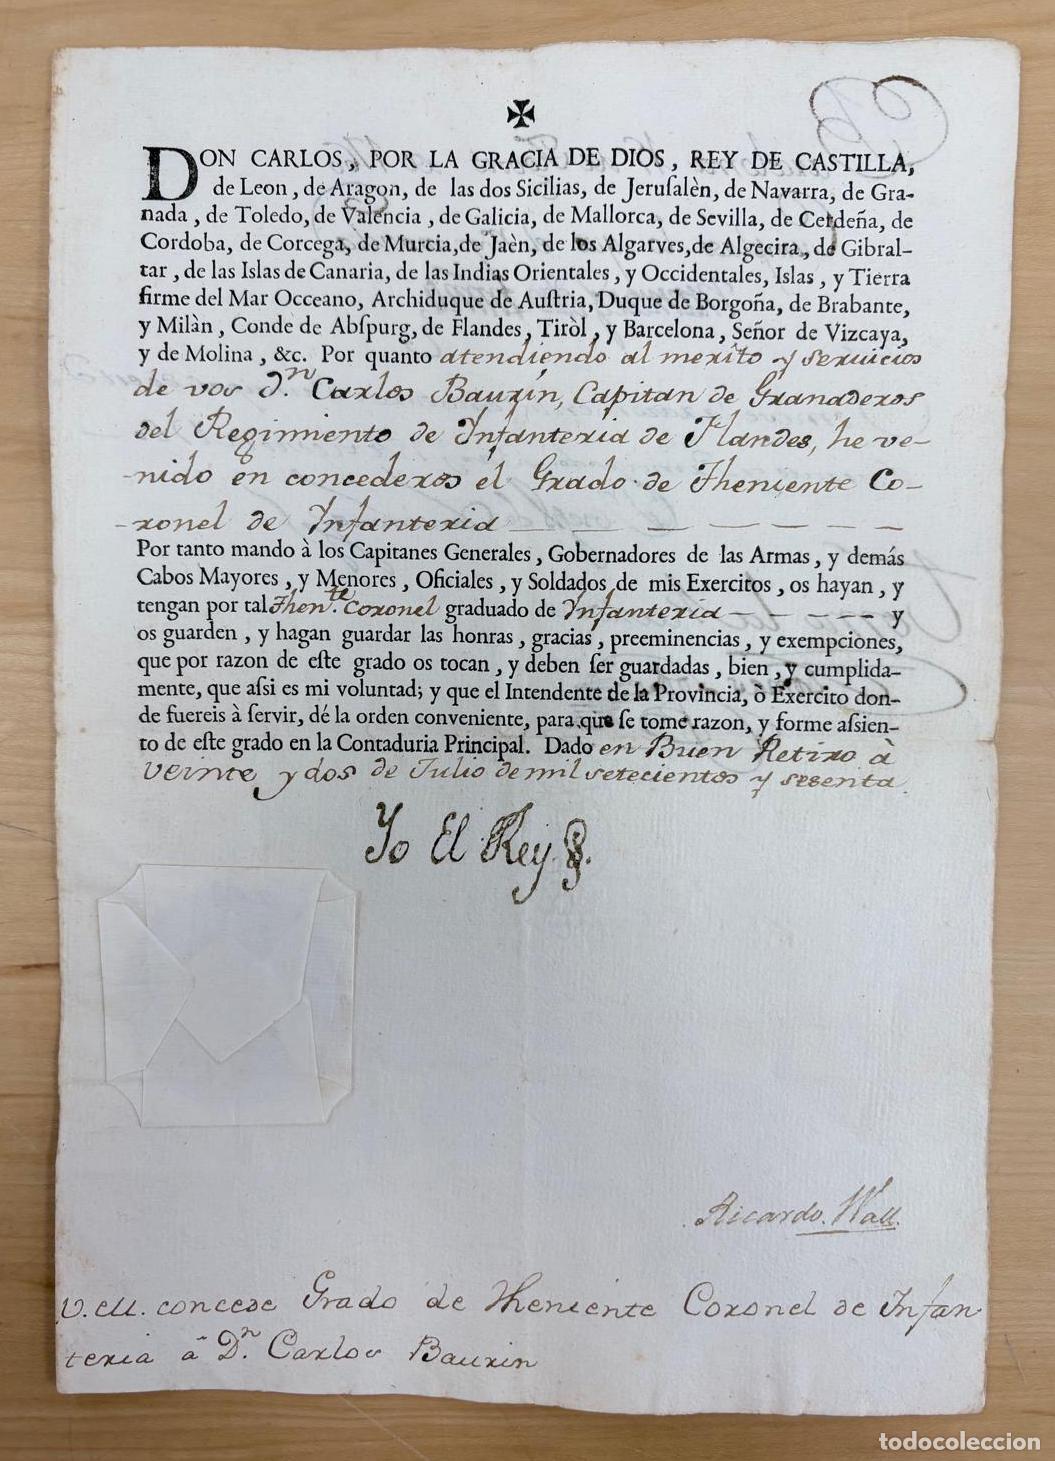 ✠
DON CARLOS, POR LA GRACIA DE DIOS, REY DE CASTILLA,
de Leon, de Aragon, de las dos Sicilias, de Jeruſalèn, de Navarra, de Gra-
nada, de Toledo, de Valencia, de Galicia, de Mallorca, de Sevilla, de Cerdeña, de
Cordoba, de Corcega, de Murcia, de Jaèn, de los Algarves, de Algecira, de Gibral-
tar, de las Islas de Canaria, de las Indias Orientales, y Occidentales, Islas, y Tierra
firme del Mar Occeano, Archiduque de Auſtria, Duque de Borgoña, de Brabante,
y Milàn, Conde de Abſpurg, de Flandes, Tiròl, y Barcelona, Señor de Vizcaya,
y de Molina, &c. Por quanto atendiendo al merito y servicios
de vos D.n Carlos Baurin, Capitan de Granaderos
del Regimiento de Infanteria de Flandes, he ve-
nido en concederos el Grado de Theniente Co-
ronel de Infanteria
Por tanto mando à los Capitanes Generales, Gobernadores de las Armas, y demás
Cabos Mayores, y Menores, Oficiales, y Soldados de mis Exercitos, os hayan, y
tengan por tal Then.te Coronel graduado de Infanteria y
os guarden, y hagan guardar las honras, gracias, preeminencias, y exempciones,
que por razon de eſte grado os tocan, y deben ſer guardadas, bien, y cumplida-
mente, que aſsi es mi voluntad; y que el Intendente de la Provincia, ò Exercito don-
de fuereis à ſervir, dé la orden conveniente, para que ſe tome razon, y forme aſsien-
to de eſte grado en la Contaduria Principal. Dado en Buen Retiro à
veinte y dos de Julio de mil setecientos y sesenta.
Yo El Rey
Ricardo Wall.
V. M. concede Grado de Theniente Coronel de Infan
teria à D.n Carlos Baurin
todocoleccion